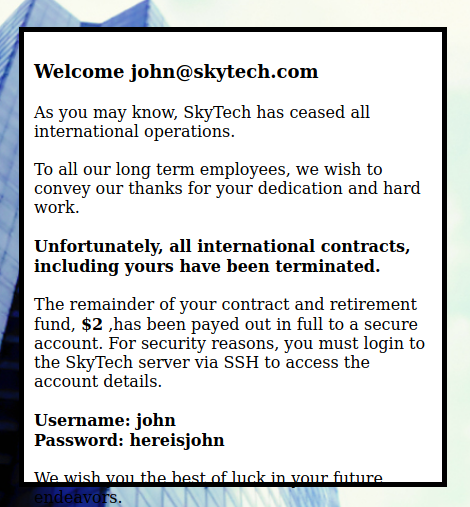 Welcome john@skytech.com
As you may know, SkyTech has ceased all
international operations.
To all our long term employees, we wish to
convey our thanks for your dedication and hard
work.
Unfortunately, all international contracts,
including yours have been terminated.
The remainder of your contract and retirement
fund, $2 ,has been payed out in full to a secure
account. For security reasons, you must login to
the SkyTech server via SSH to access the
account details.
Username: john
Password: hereisjohn
We wish you the best of luck in your future
endeavors.